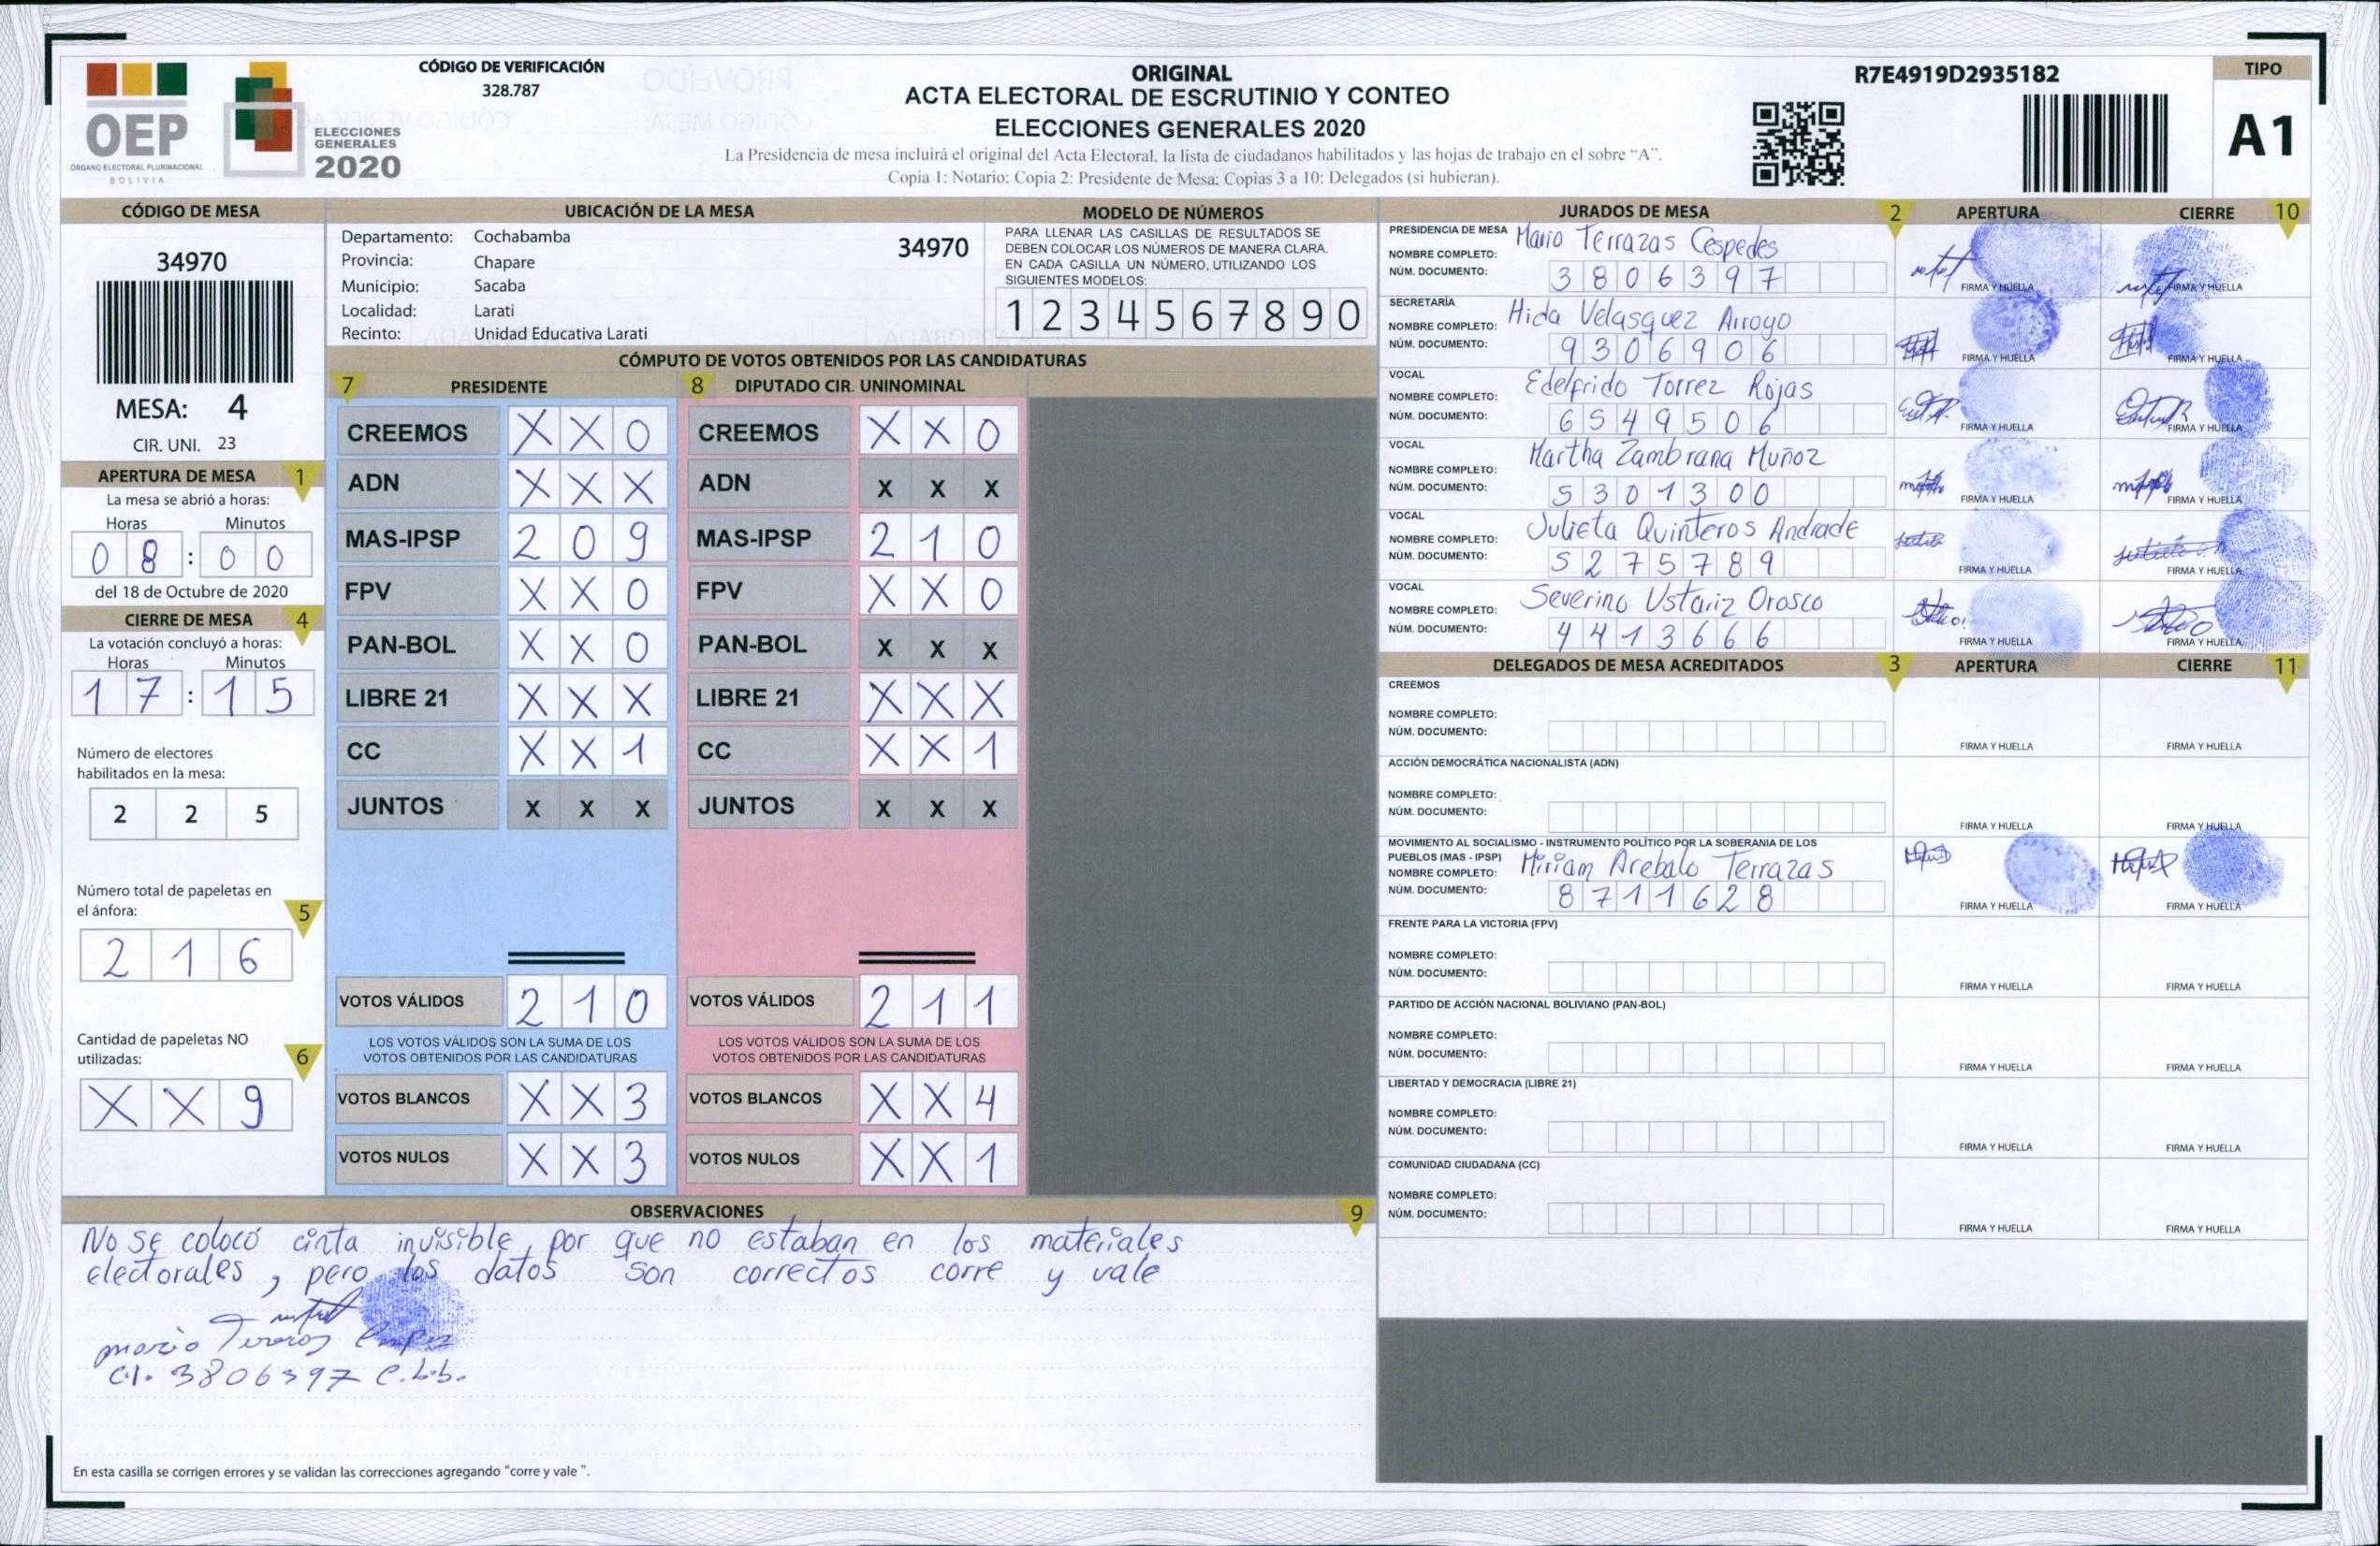 OEP
ÓRGANO ELECTORAL PLURINACIONAL
BOLIVIA
ELECCIONES
GENERALES
2020
CÓDIGO DE VERIFICACIÓN
328.787
ORIGINAL
ACTA ELECTORAL DE ESCRUTINIO Y CONTEO
ELECCIONES GENERALES 2020
La Presidencia de mesa incluirá el original del Acta Electoral, la lista de ciudadanos habilitados y las hojas de trabajo en el sobre "A".
Copia 1: Notario; Copia 2: Presidente de Mesa; Copias 3 a 10: Delegados (si hubieran).
R7E4919D2935182
TIPO
A1
CÓDIGO DE MESA
34970
MESA: 4
CIR. UNI. 23
APERTURA DE MESA 1
La mesa se abrió a horas:
Horas Minutos
0 8 : 0 0
del 18 de Octubre de 2020
CIERRE DE MESA 4
La votación concluyó a horas:
Horas Minutos
1 7 : 1 5
Número de electores
habilitados en la mesa:
2 2 5
Número total de papeletas en
el ánfora: 5
2 1 6
Cantidad de papeletas NO
utilizadas: 6
X X 9
UBICACIÓN DE LA MESA
Departamento: Cochabamba 34970
Provincia: Chapare
Municipio: Sacaba
Localidad: Larati
Recinto: Unidad Educativa Larati
MODELO DE NÚMEROS
PARA LLENAR LAS CASILLAS DE RESULTADOS SE
DEBEN COLOCAR LOS NÚMEROS DE MANERA CLARA.
EN CADA CASILLA UN NÚMERO, UTILIZANDO LOS
SIGUIENTES MODELOS:
1 2 3 4 5 6 7 8 9 0
CÓMPUTO DE VOTOS OBTENIDOS POR LAS CANDIDATURAS
7 PRESIDENTE 8 DIPUTADO CIR. UNINOMINAL
CREEMOS X X 0 CREEMOS X X 0
ADN X X X ADN X X X
MAS-IPSP 2 0 9 MAS-IPSP 2 1 0
FPV X X 0 FPV X X 0
PAN-BOL X X 0 PAN-BOL X X X
LIBRE 21 X X X LIBRE 21 X X X
CC X X 1 CC X X 1
JUNTOS X X X JUNTOS X X X
VOTOS VÁLIDOS 2 1 0 VOTOS VÁLIDOS 2 1 1
LOS VOTOS VÁLIDOS SON LA SUMA DE LOS LOS VOTOS VÁLIDOS SON LA SUMA DE LOS
VOTOS OBTENIDOS POR LAS CANDIDATURAS VOTOS OBTENIDOS POR LAS CANDIDATURAS
VOTOS BLANCOS X X 3 VOTOS BLANCOS X X 4
VOTOS NULOS X X 3 VOTOS NULOS X X 1
OBSERVACIONES 9
No se colocó cinta invisible, por que no estaban en los materiales
electorales, pero los datos son correctos corre y vale
C.I. 3806397 C.b.b.
En esta casilla se corrigen errores y se validan las correcciones agregando "corre y vale ".
JURADOS DE MESA 2 APERTURA CIERRE 10
PRESIDENCIA DE MESA
NOMBRE COMPLETO: Mario Terrazas Cespedes
NÚM. DOCUMENTO: 3806397 FIRMA Y HUELLA FIRMA Y HUELLA
SECRETARÍA
NOMBRE COMPLETO: Hida Velasquez Arroyo
NÚM. DOCUMENTO: 9306906 FIRMA Y HUELLA FIRMA Y HUELLA
VOCAL
NOMBRE COMPLETO: Edelfrido Torrez Rojas
NÚM. DOCUMENTO: 6549506 FIRMA Y HUELLA FIRMA Y HUELLA
VOCAL
NOMBRE COMPLETO: Martha Zambrana Muñoz
NÚM. DOCUMENTO: 5301300 FIRMA Y HUELLA FIRMA Y HUELLA
VOCAL
NOMBRE COMPLETO: Julieta Quinteros Andrade
NÚM. DOCUMENTO: 5275789 FIRMA Y HUELLA FIRMA Y HUELLA
VOCAL
NOMBRE COMPLETO: Severino Ustariz Orosco
NÚM. DOCUMENTO: 4413666 FIRMA Y HUELLA FIRMA Y HUELLA
DELEGADOS DE MESA ACREDITADOS 3 APERTURA CIERRE 11
CREEMOS
NOMBRE COMPLETO:
NÚM. DOCUMENTO: FIRMA Y HUELLA FIRMA Y HUELLA
ACCIÓN DEMOCRÁTICA NACIONALISTA (ADN)
NOMBRE COMPLETO:
NÚM. DOCUMENTO: FIRMA Y HUELLA FIRMA Y HUELLA
MOVIMIENTO AL SOCIALISMO - INSTRUMENTO POLÍTICO POR LA SOBERANIA DE LOS
PUEBLOS (MAS - IPSP)
NOMBRE COMPLETO: Miriam Arebalo Terrazas
NÚM. DOCUMENTO: 8711628 FIRMA Y HUELLA FIRMA Y HUELLA
FRENTE PARA LA VICTORIA (FPV)
NOMBRE COMPLETO:
NÚM. DOCUMENTO: FIRMA Y HUELLA FIRMA Y HUELLA
PARTIDO DE ACCIÓN NACIONAL BOLIVIANO (PAN-BOL)
NOMBRE COMPLETO:
NÚM. DOCUMENTO: FIRMA Y HUELLA FIRMA Y HUELLA
LIBERTAD Y DEMOCRACIA (LIBRE 21)
NOMBRE COMPLETO:
NÚM. DOCUMENTO: FIRMA Y HUELLA FIRMA Y HUELLA
COMUNIDAD CIUDADANA (CC)
NOMBRE COMPLETO:
NÚM. DOCUMENTO: FIRMA Y HUELLA FIRMA Y HUELLA